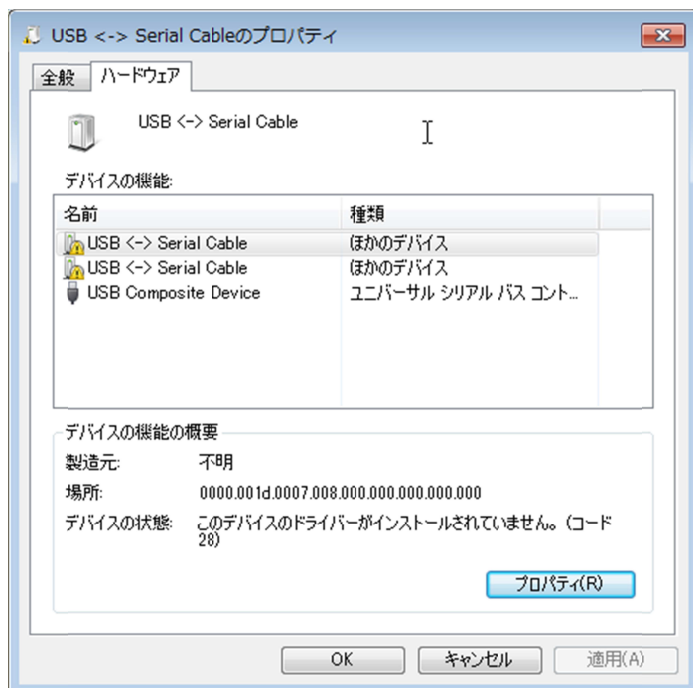 USB <-> Serial Cableのプロパティ
全般 ハードウェア
USB <-> Serial Cable
デバイスの機能:
名前 種類
USB <-> Serial Cable ほかのデバイス
USB <-> Serial Cable ほかのデバイス
USB Composite Device ユニバーサル シリアル バス コント...
デバイスの機能の概要
製造元: 不明
場所: 0000.001d.0007.008.000.000.000.000.000
デバイスの状態: このデバイスのドライバーがインストールされていません。(コード
28)
プロパティ(R)
OK キャンセル 適用(A)